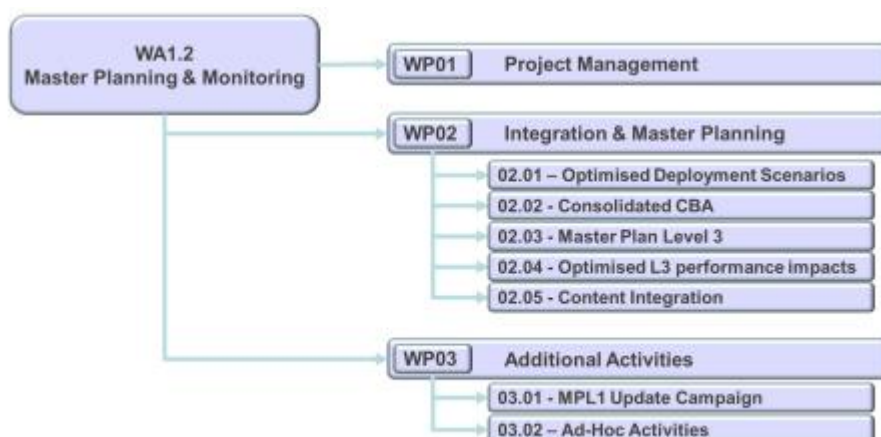 WA1.2
Master Planning & Monitoring
WP01 Project Management
WP02 Integration & Master Planning
02.01 – Optimised Deployment Scenarios
02.02 - Consolidated CBA
02.03 - Master Plan Level 3
02.04 - Optimised L3 performance impacts
02.05 - Content Integration
WP03 Additional Activities
03.01 - MPL1 Update Campaign
03.02 – Ad-Hoc Activities